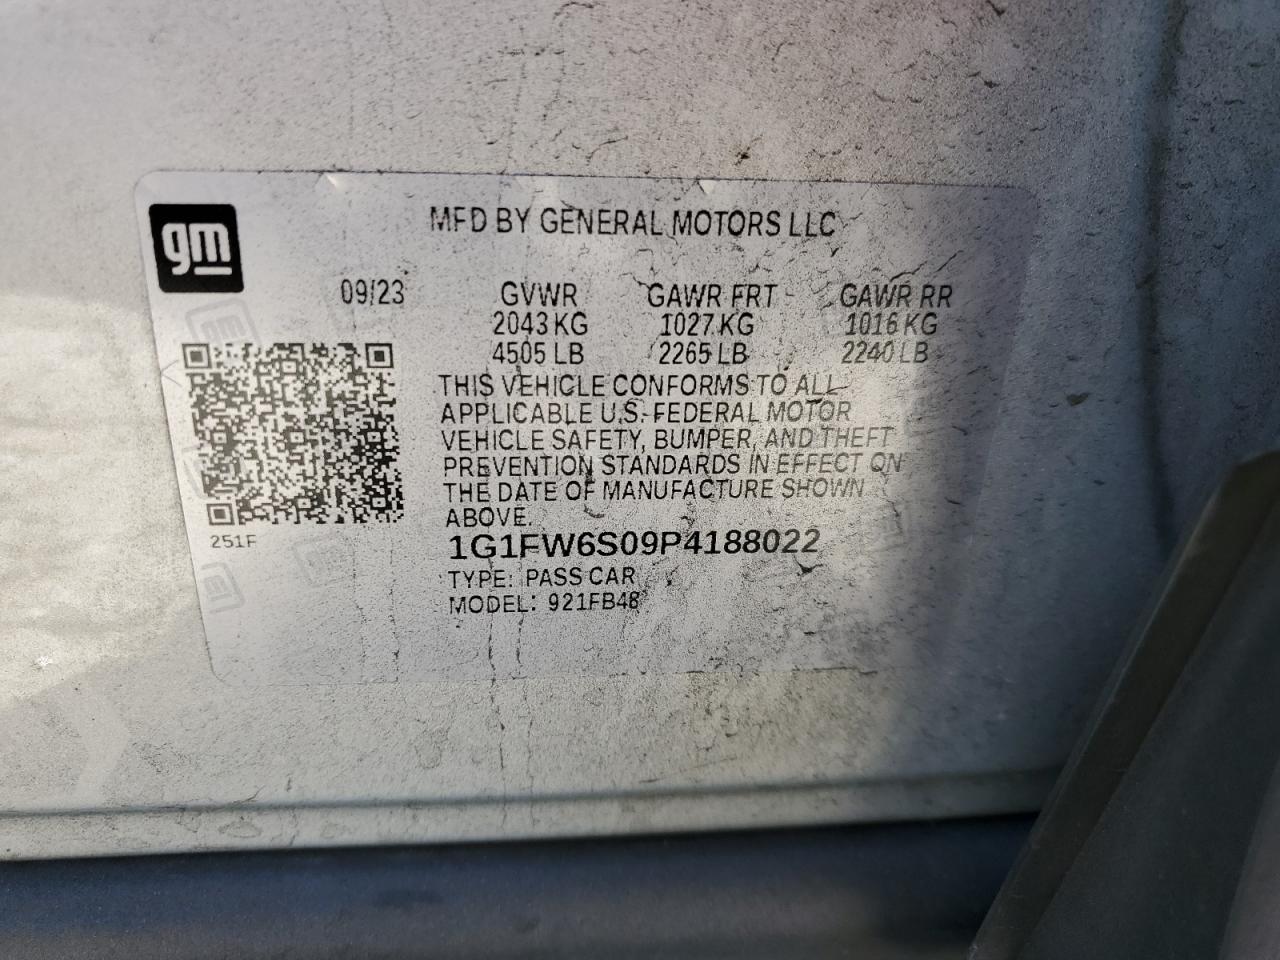 gm
MFD BY GENERAL MOTORS LLC
09/23 GVWR GAWR FRT GAWR RR
2043 KG 1027 KG 1016 KG
4505 LB 2265 LB 2240 LB
THIS VEHICLE CONFORMS TO ALL
APPLICABLE U.S. FEDERAL MOTOR
VEHICLE SAFETY, BUMPER, AND THEFT
PREVENTION STANDARDS IN EFFECT ON
THE DATE OF MANUFACTURE SHOWN
ABOVE.
251F
1G1FW6S09P4188022
TYPE: PASS CAR
MODEL: 921FB48